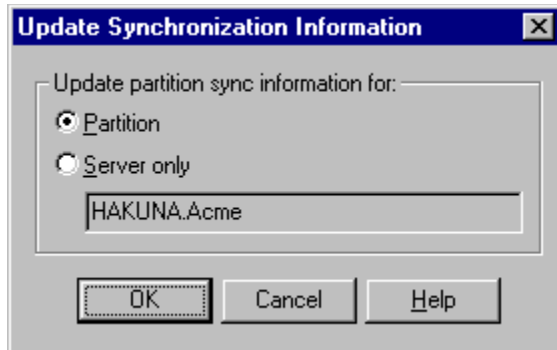 Update Synchronization Information
Update partition sync information for:
Partition
Server only
HAKUNA.Acme
OK Cancel Help